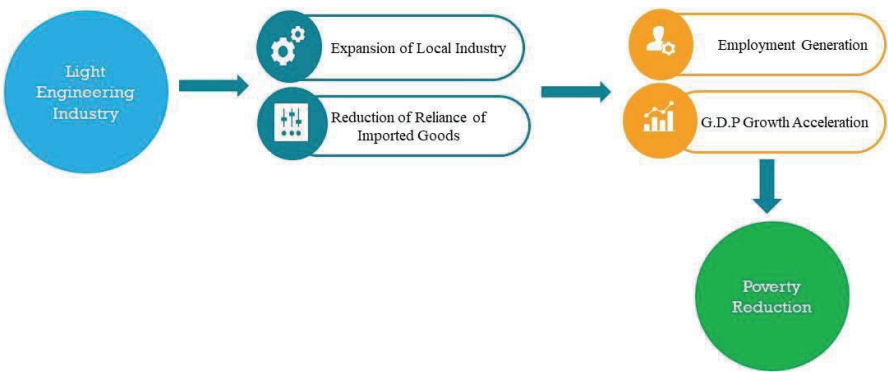 Light
Engineering
Industry
Expansion of Local Industry
Reduction of Reliance of
Imported Goods
Employment Generation
G.D.P Growth Acceleration
Poverty
Reduction